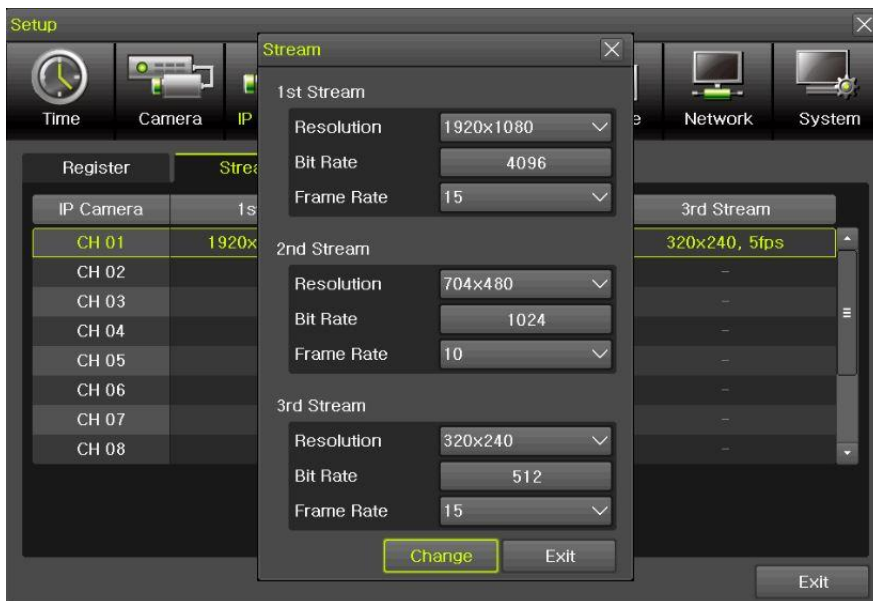 Setup
Stream
Time
Camera
IP
e
Network
System
1st Stream
Resolution
1920x1080
Bit Rate
4096
Frame Rate
15
2nd Stream
Resolution
704x480
Bit Rate
1024
Frame Rate
10
3rd Stream
Resolution
320x240
Bit Rate
512
Frame Rate
15
Change
Exit
Register
Strea
IP Camera
1s
3rd Stream
CH 01
1920x
320x240, 5fps
CH 02
–
CH 03
–
CH 04
–
CH 05
–
CH 06
–
CH 07
–
CH 08
–
Exit